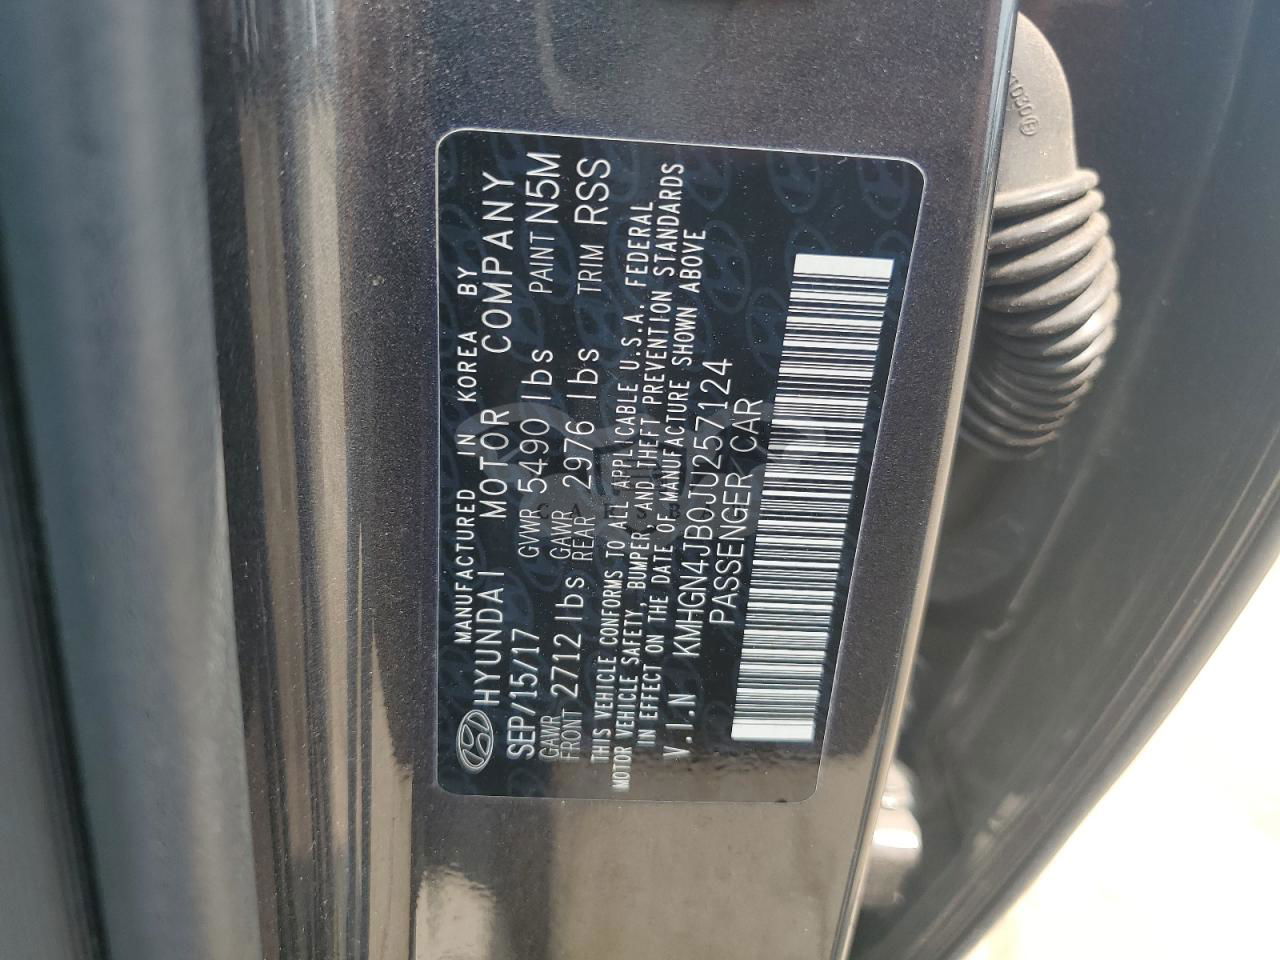 MANUFACTURED IN KOREA BY
HYUNDAI MOTOR COMPANY
SEP/15/17 GVWR 5490 lbs PAINT N5M
GAWR FRONT 2712 lbs GAWR REAR 2976 lbs TRIM RSS
THIS VEHICLE CONFORMS TO ALL APPLICABLE U.S.A. FEDERAL
MOTOR VEHICLE SAFETY, BUMPER, AND THEFT PREVENTION STANDARDS
IN EFFECT ON THE DATE OF MANUFACTURE SHOWN ABOVE
V.I.N KMHGN4JB0JU257124
PASSENGER CAR